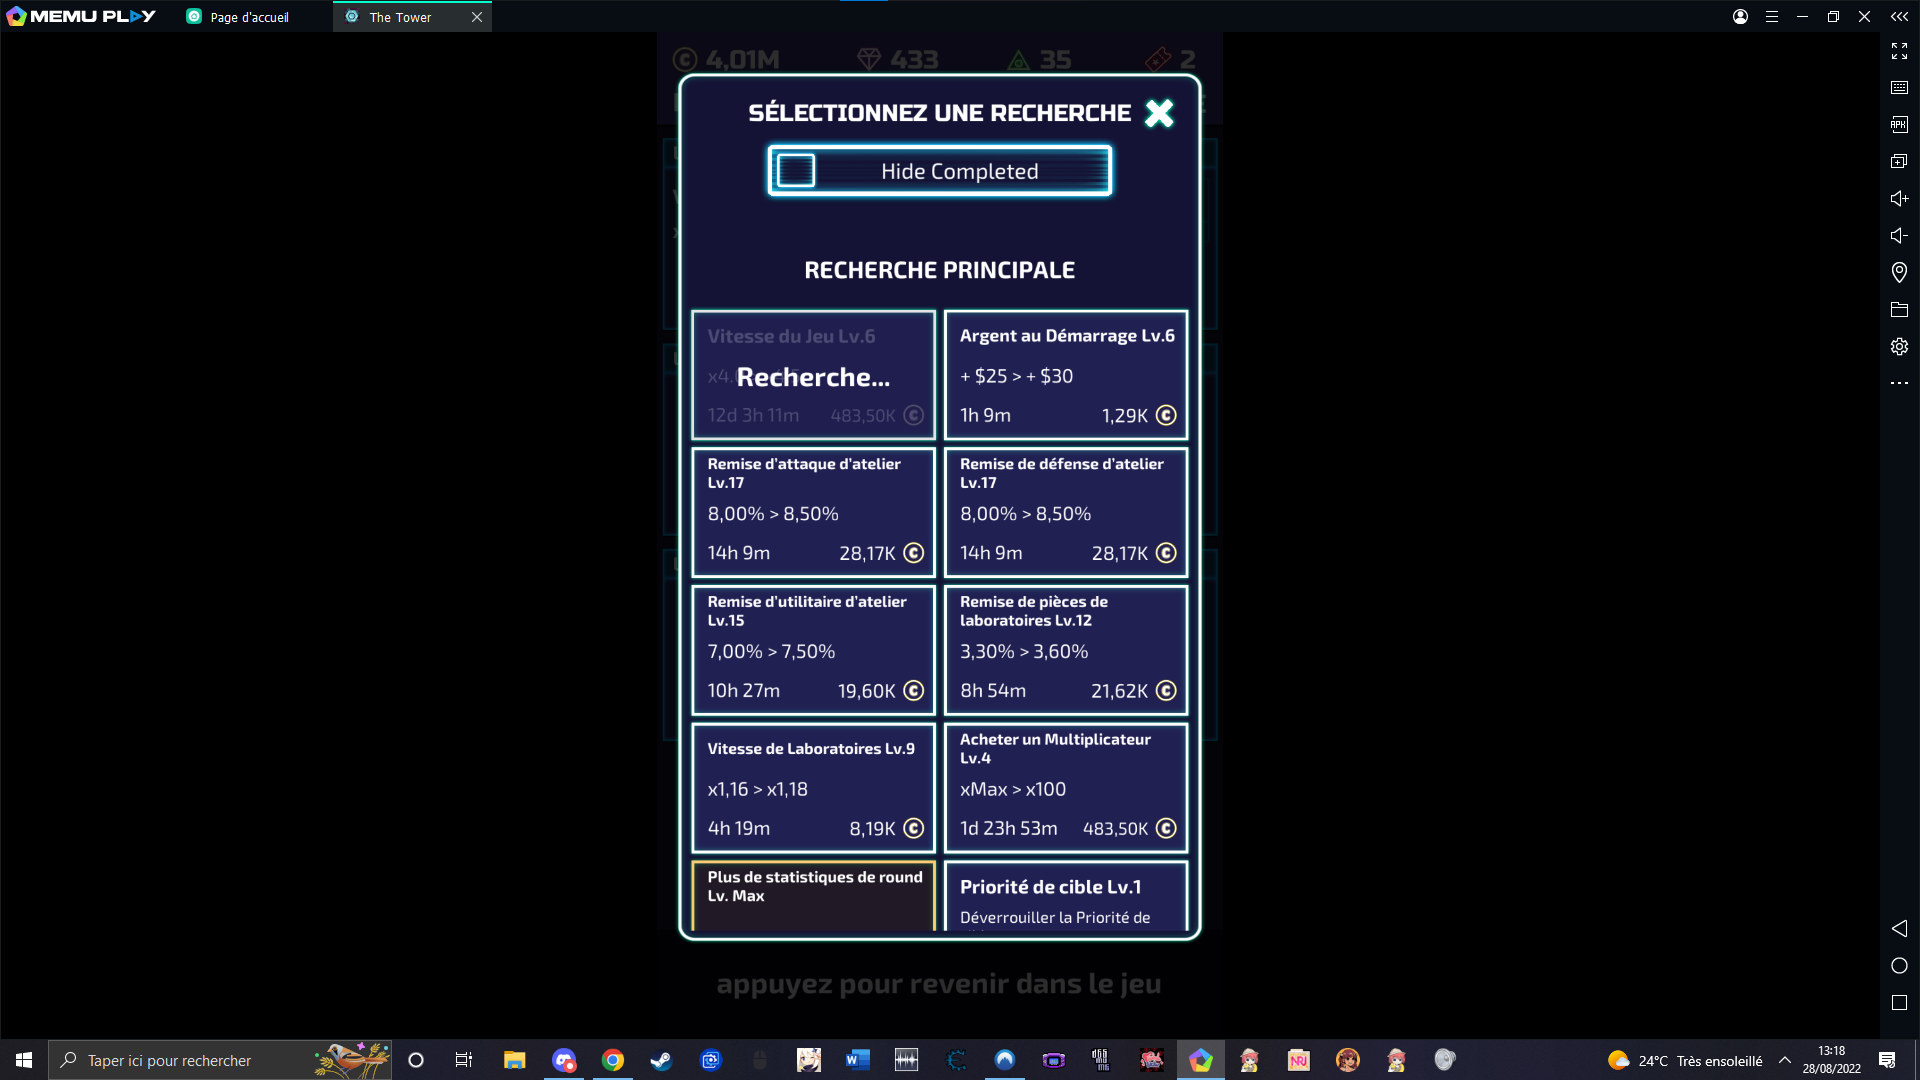 MEMU PLAY
Page d'accueil
The Tower
4,01M
433
35
2
SÉLECTIONNEZ UNE RECHERCHE
Hide Completed
RECHERCHE PRINCIPALE
Vitesse du Jeu Lv.6
Recherche...
12d 3h 11m 483,50K
Argent au Démarrage Lv.6
+ $25 > + $30
1h 9m 1,29K
Remise d'attaque d'atelier
Lv.17
8,00% > 8,50%
14h 9m 28,17K
Remise de défense d'atelier
Lv.17
8,00% > 8,50%
14h 9m 28,17K
Remise d'utilitaire d'atelier
Lv.15
7,00% > 7,50%
10h 27m 19,60K
Remise de pièces de
laboratoires Lv.12
3,30% > 3,60%
8h 54m 21,62K
Vitesse de Laboratoires Lv.9
x1,16 > x1,18
4h 19m 8,19K
Acheter un Multiplicateur
Lv.4
xMax > x100
1d 23h 53m 483,50K
Plus de statistiques de round
Lv. Max
Priorité de cible Lv.1
Déverrouiller la Priorité de
appuyez pour revenir dans le jeu
Taper ici pour rechercher
24°C Très ensoleillé
13:18
28/08/2022